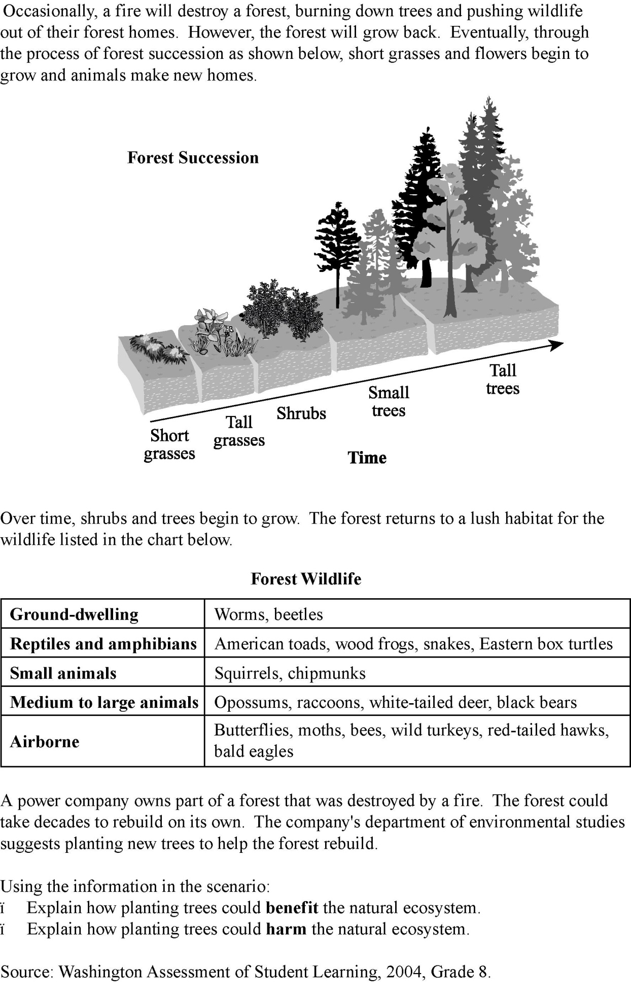 Occasionally, a fire will destroy a forest, burning down trees and pushing wildlife
out of their forest homes.  However, the forest will grow back.  Eventually, through
the process of forest succession as shown below, short grasses and flowers begin to
grow and animals make new homes.
Forest Succession
Short
grasses
Tall
grasses
Shrubs
Small
trees
Tall
trees
Time
Over time, shrubs and trees begin to grow.  The forest returns to a lush habitat for the
wildlife listed in the chart below.
Forest Wildlife
Ground-dwelling Worms, beetles
Reptiles and amphibians American toads, wood frogs, snakes, Eastern box turtles
Small animals Squirrels, chipmunks
Medium to large animals Opossums, raccoons, white-tailed deer, black bears
Airborne
Butterflies, moths, bees, wild turkeys, red-tailed hawks,
bald eagles
A power company owns part of a forest that was destroyed by a fire.  The forest could
take decades to rebuild on its own.  The company's department of environmental studies
suggests planting new trees to help the forest rebuild.
Using the information in the scenario:
ï Explain how planting trees could benefit the natural ecosystem.
ï Explain how planting trees could harm the natural ecosystem.
Source: Washington Assessment of Student Learning, 2004, Grade 8.